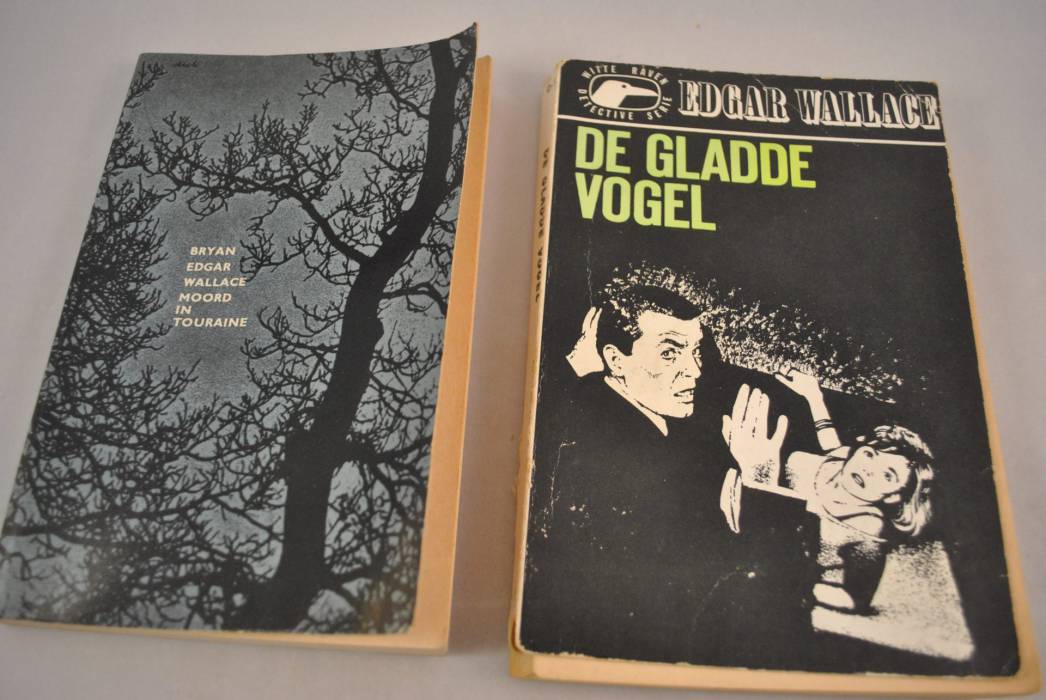 BRYAN
EDGAR
WALLACE
MOORD
IN
TOURAINE
WITTE RAVEN
DETECTIVE SERIE
EDGAR WALLACE
DE GLADDE
VOGEL
DE GLADDE VOGEL